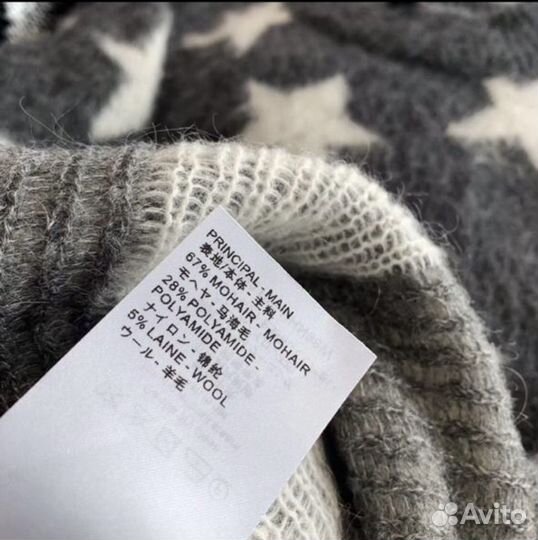 PRINCIPAL - MAIN
表地/本体 - 主料
67% MOHAIR - MOHAIR
モヘヤ - 马海毛
28% POLYAMIDE -
POLYAMIDE
ナイロン - 锦纶
5% LAINE - WOOL
ウール - 羊毛
Avito